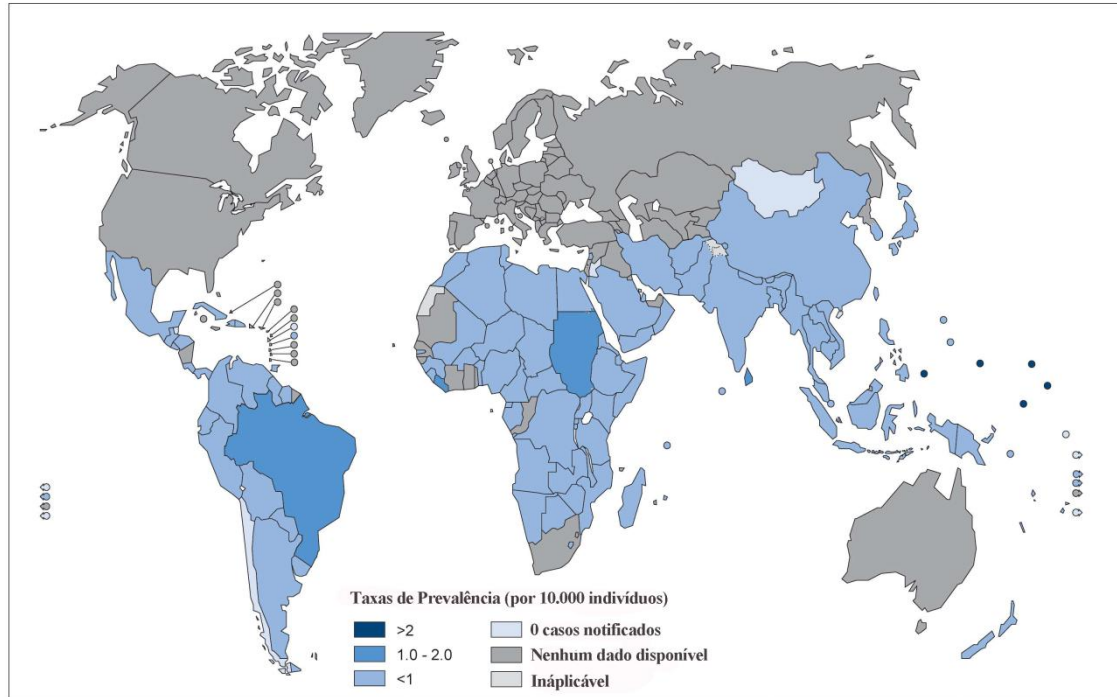 Taxas de Prevalência (por 10.000 indivíduos)
>2
1.0 - 2.0
<1
0 casos notificados
Nenhum dado disponível
Ináplicável